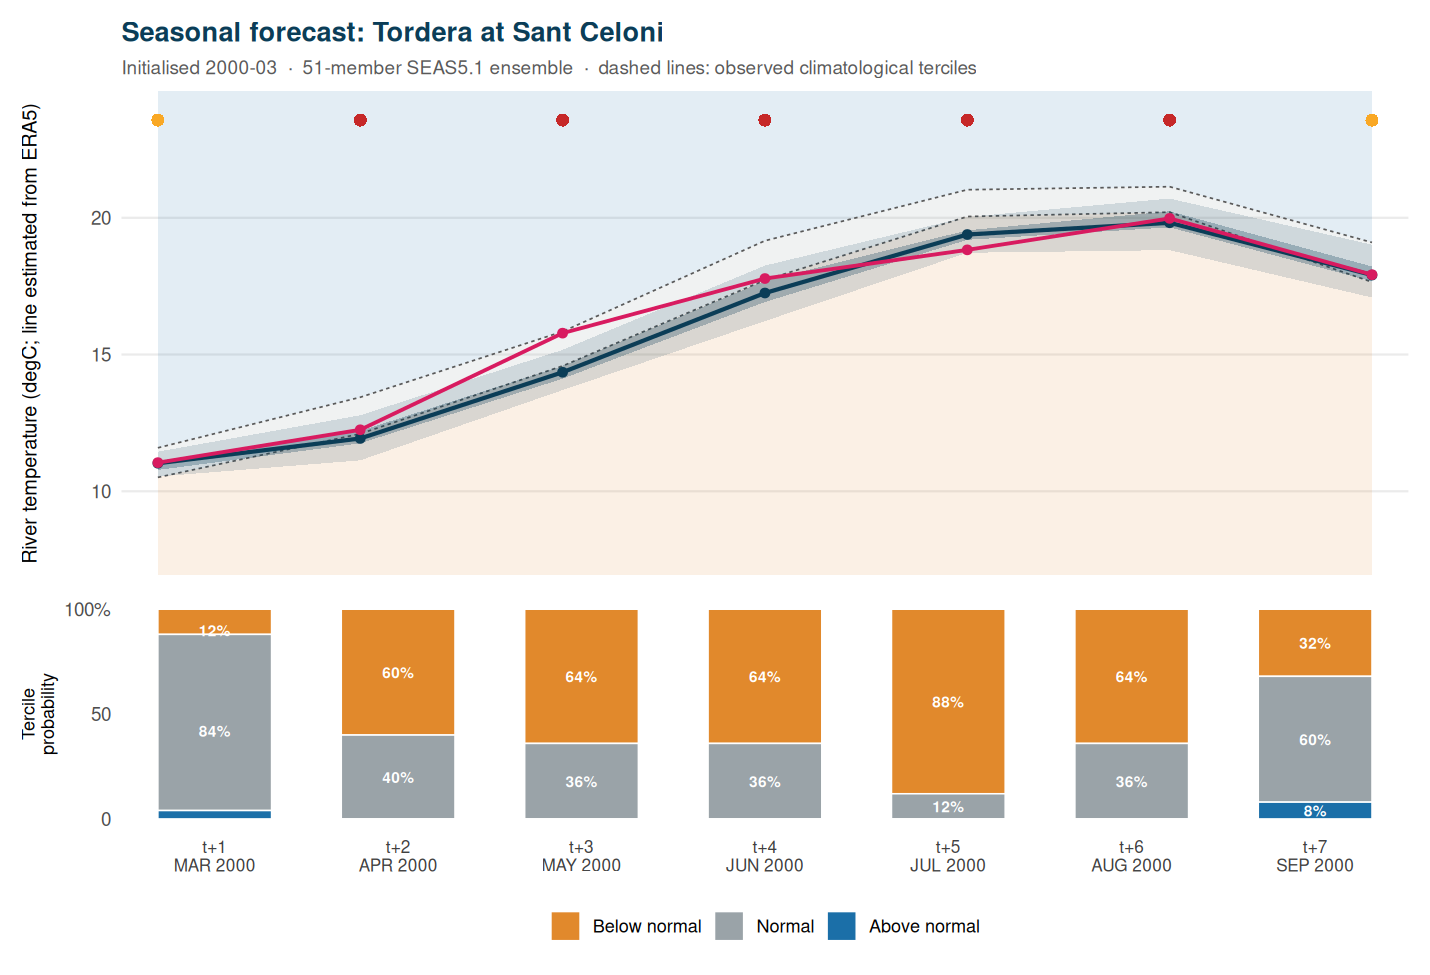 Seasonal forecast: Tordera at Sant Celoni
Initialised 2000-03 · 51-member SEAS5.1 ensemble · dashed lines: observed climatological terciles
River temperature (degC; line estimated from ERA5)
20
15
10
Tercile
probability
100%
50
0
12%
84%
60%
40%
64%
36%
64%
36%
88%
12%
64%
36%
32%
60%
8%
t+1
MAR 2000
t+2
APR 2000
t+3
MAY 2000
t+4
JUN 2000
t+5
JUL 2000
t+6
AUG 2000
t+7
SEP 2000
Below normal
Normal
Above normal